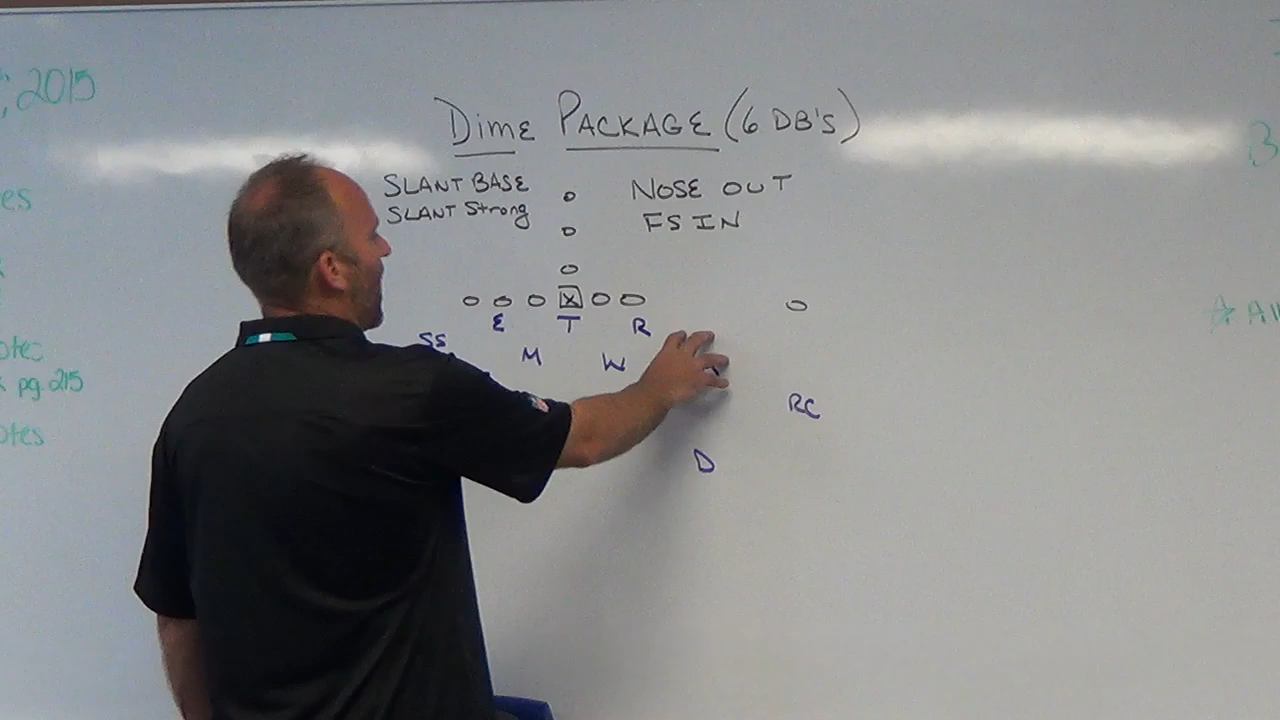 ; 2015
DIME PACKAGE (6 DB'S)
SLANT BASE
SLANT Strong
NOSE OUT
FS IN
es
X
E T R
SS
M W
RC
D
otes
pg. 215
otes
B
☆ All